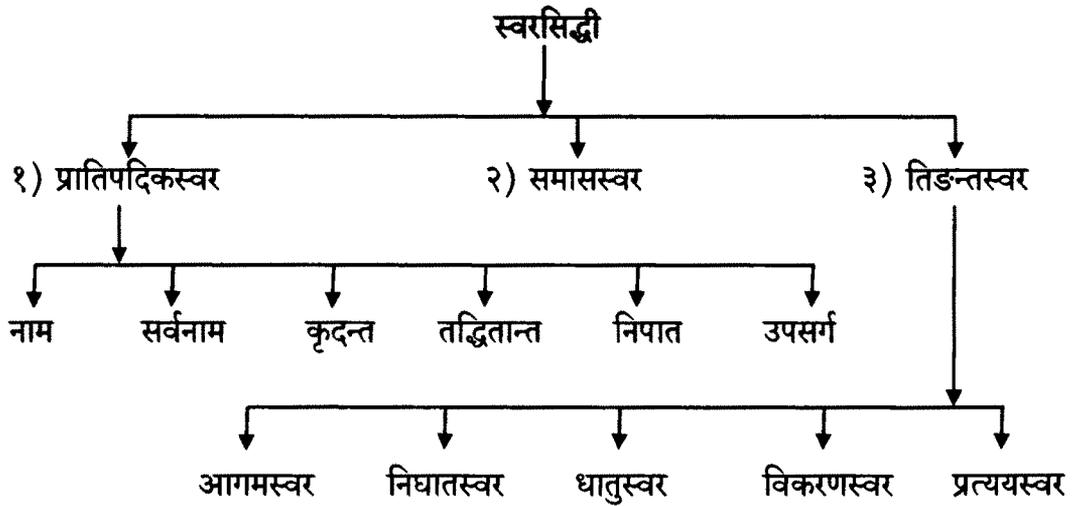 स्वरसिद्धी
१) प्रातिपदिकस्वर २) समासस्वर ३) तिङन्तस्वर
नाम सर्वनाम कृदन्त तद्धितान्त निपात उपसर्ग
आगमस्वर निघातस्वर धातुस्वर विकरणस्वर प्रत्ययस्वर